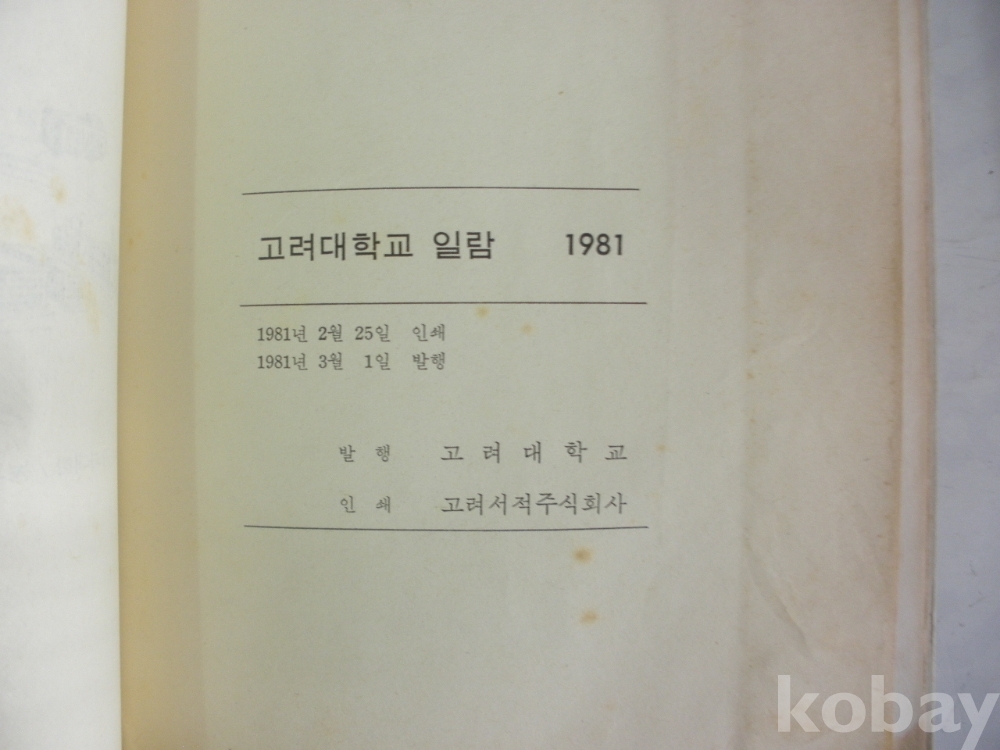 고려대학교 일람 1981
1981년 2월 25일 인쇄
1981년 3월 1일 발행
발 행 고 려 대 학 교
인 쇄 고려서적주식회사
kobay